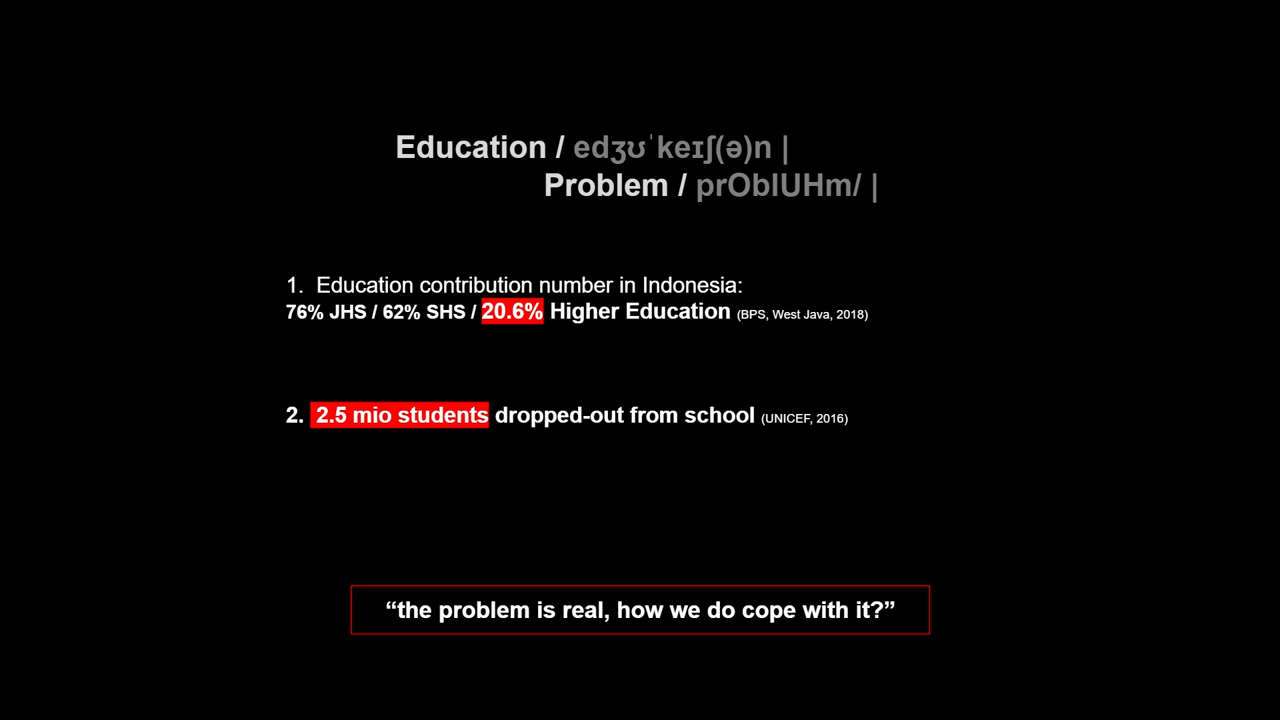 Education / edʒʊˈkeɪʃ(ə)n |
Problem / prOblUHm/ |
1. Education contribution number in Indonesia:
76% JHS / 62% SHS / 20.6% Higher Education (BPS, West Java, 2018)
2. 2.5 mio students dropped-out from school (UNICEF, 2016)
“the problem is real, how we do cope with it?”